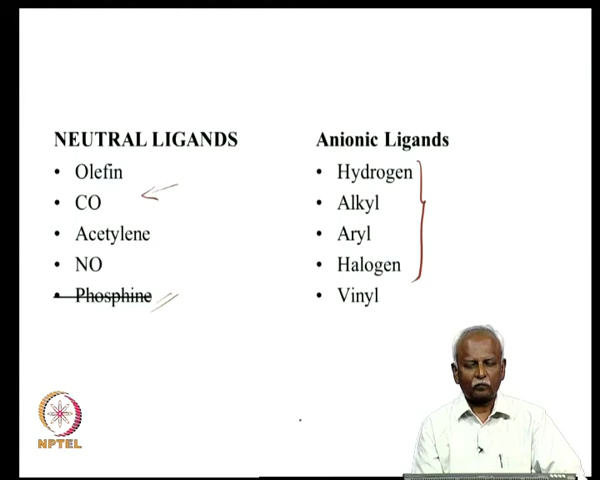 NEUTRAL LIGANDS
• Olefin
• CO
• Acetylene
• NO
• Phosphine
Anionic Ligands
• Hydrogen
• Alkyl
• Aryl
• Halogen
• Vinyl
NPTEL